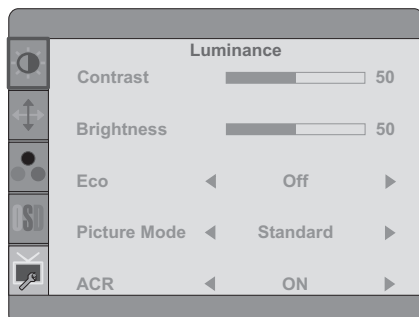 Luminance
Contrast 50
Brightness 50
Eco Off
Picture Mode Standard
OSD
ACR ON